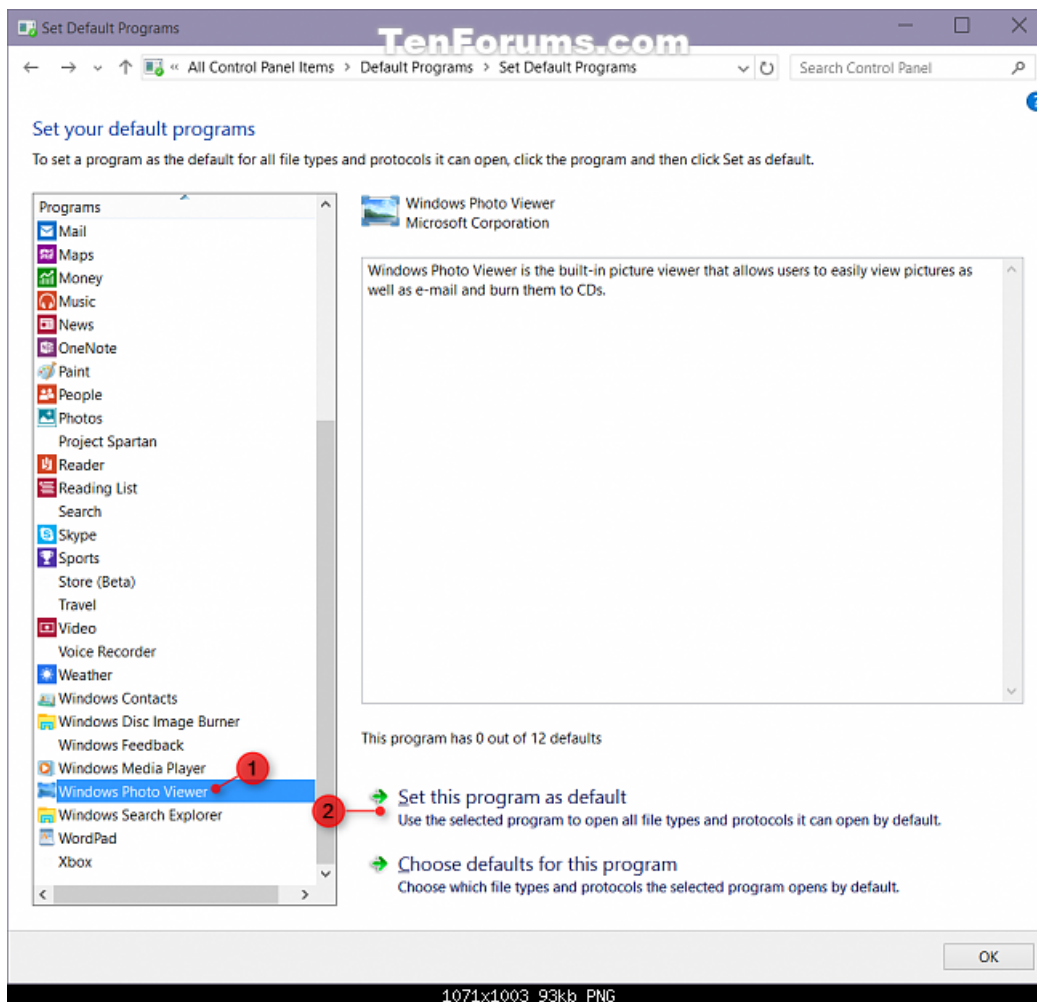 Set Default Programs
TenForums.com
« All Control Panel Items > Default Programs > Set Default Programs
Search Control Panel
?
Set your default programs
To set a program as the default for all file types and protocols it can open, click the program and then click Set as default.
Programs
Mail
Maps
Money
Music
News
OneNote
Paint
People
Photos
Project Spartan
Reader
Reading List
Search
Skype
Sports
Store (Beta)
Travel
Video
Voice Recorder
Weather
Windows Contacts
Windows Disc Image Burner
Windows Feedback
Windows Media Player
1
Windows Photo Viewer
Windows Search Explorer
WordPad
Xbox
Windows Photo Viewer
Microsoft Corporation
Windows Photo Viewer is the built-in picture viewer that allows users to easily view pictures as
well as e-mail and burn them to CDs.
This program has 0 out of 12 defaults
2
Set this program as default
Use the selected program to open all file types and protocols it can open by default.
Choose defaults for this program
Choose which file types and protocols the selected program opens by default.
OK
1071x1003 93kb PNG